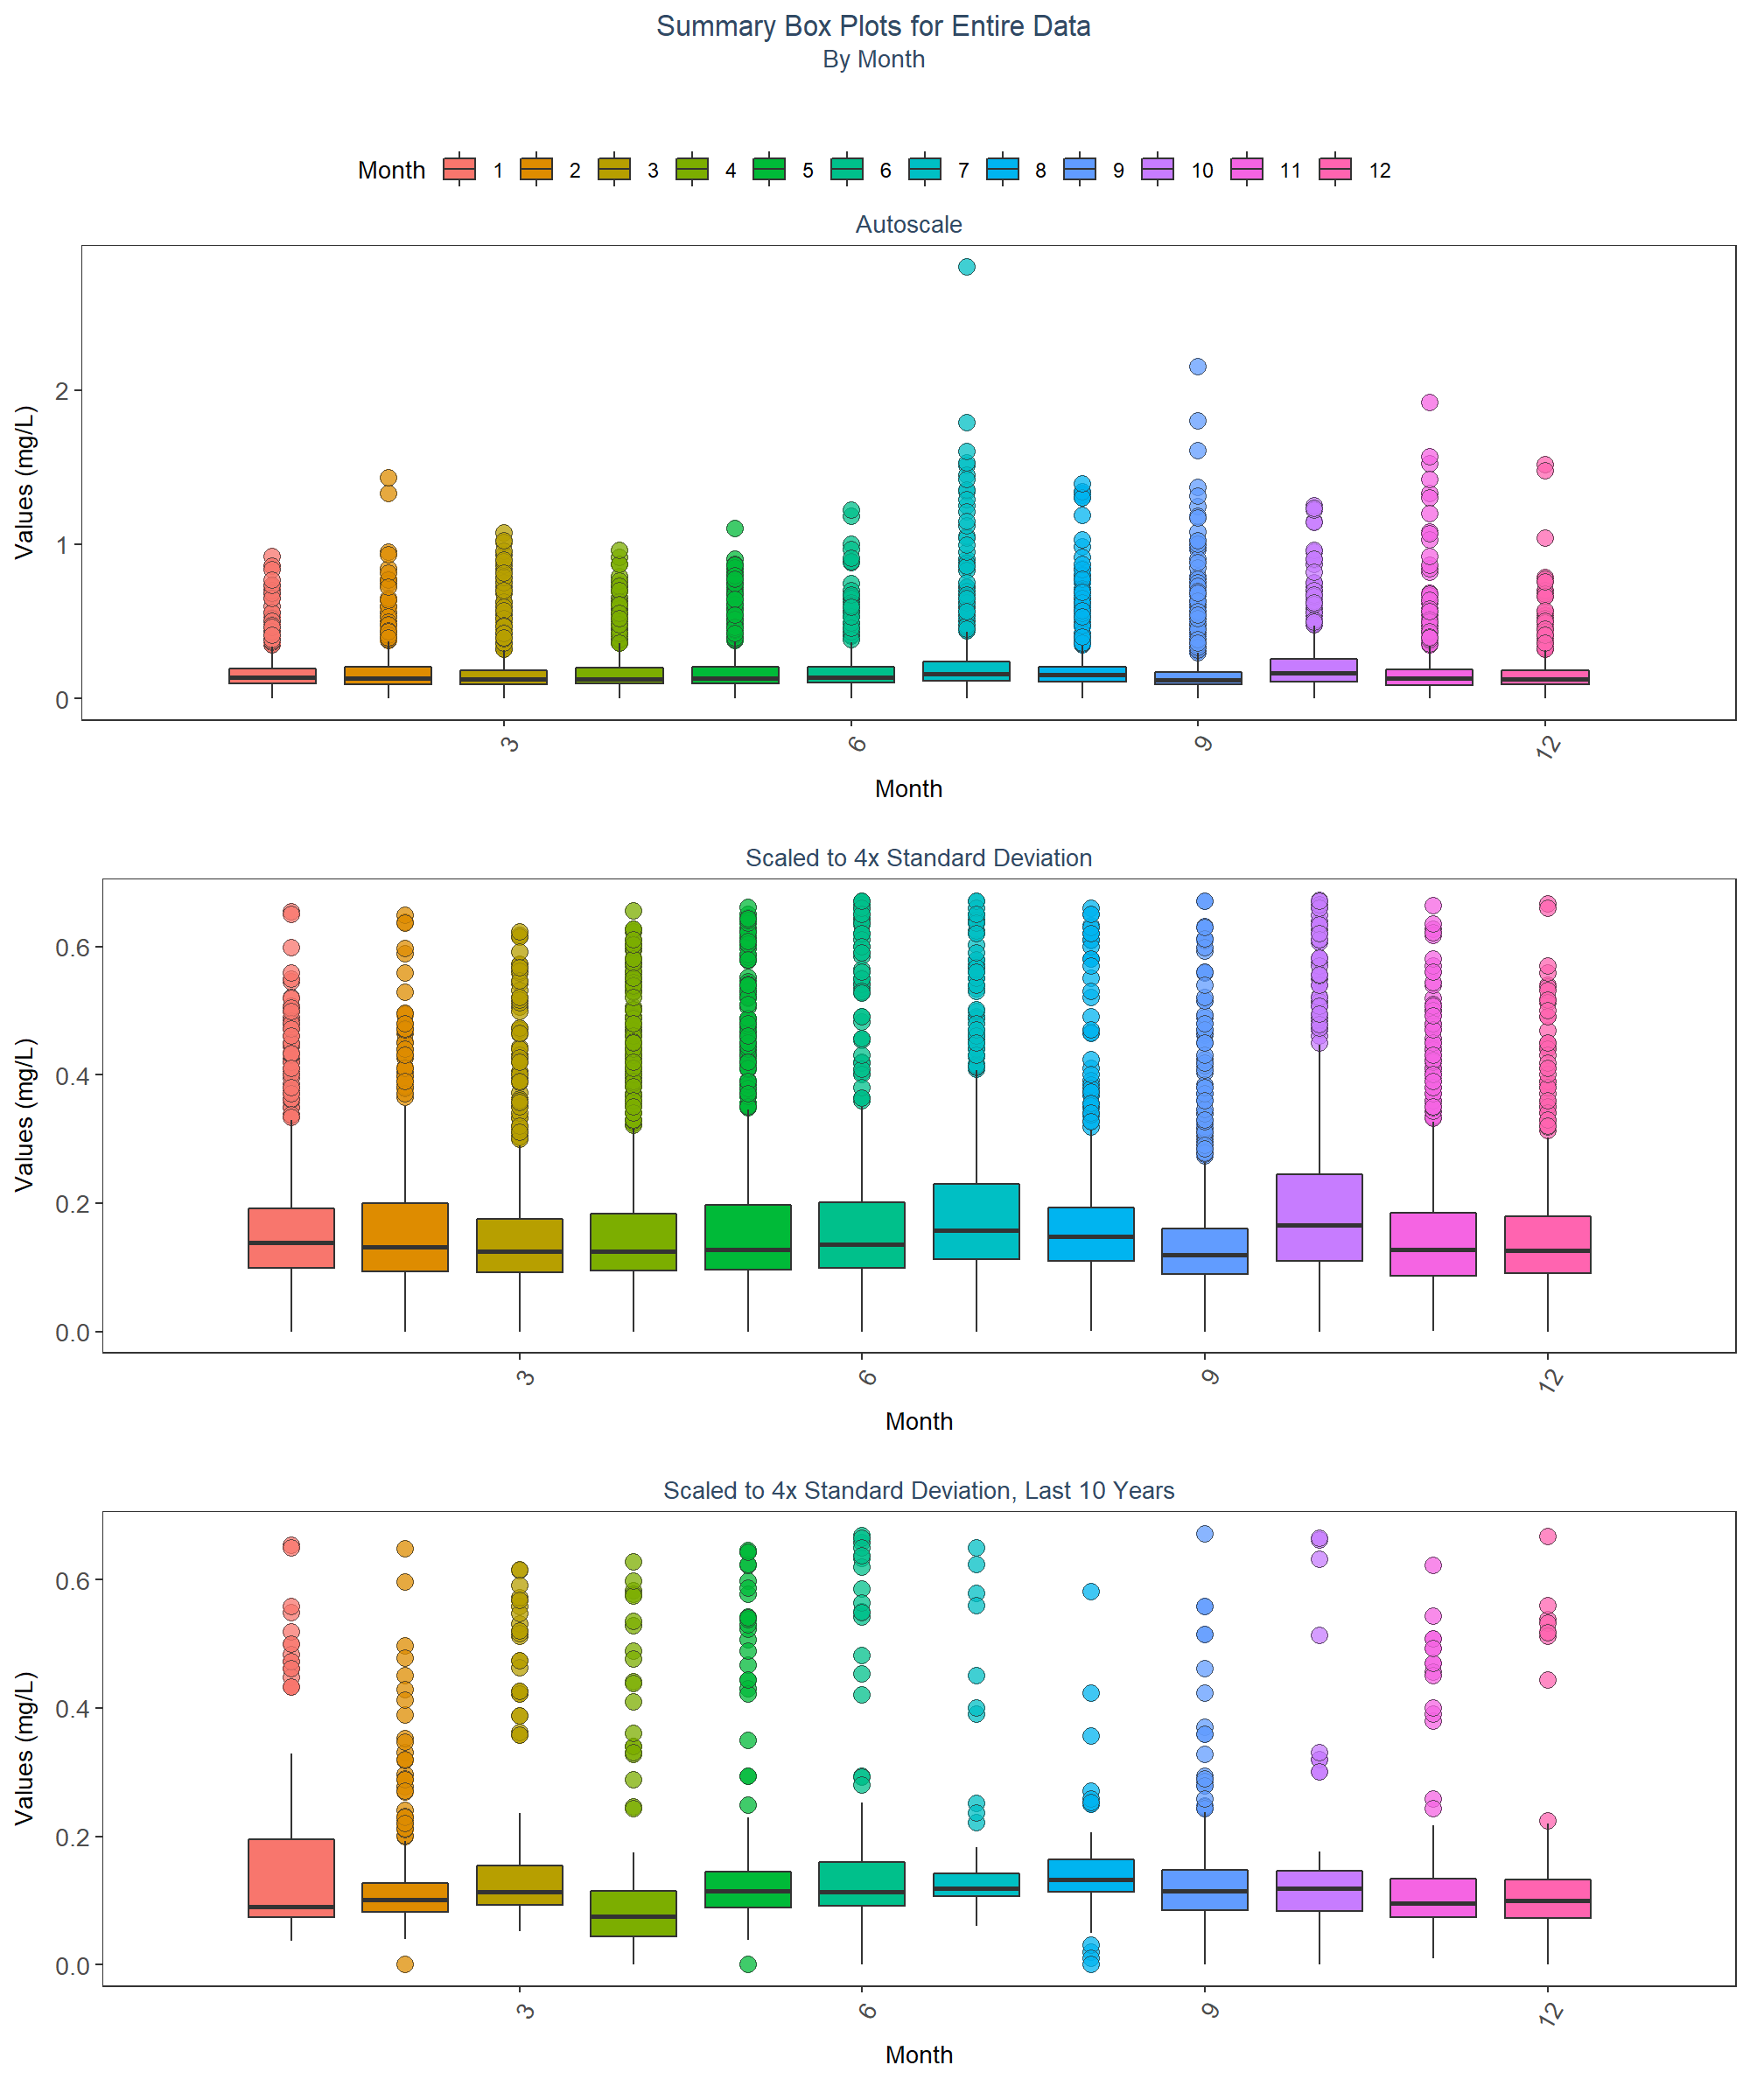 Summary Box Plots for Entire Data
By Month
Month 1 2 3 4 5 6 7 8 9 10 11 12
Autoscale
Values (mg/L)
2
1
0
3 6 9 12
Month
Scaled to 4x Standard Deviation
Values (mg/L)
0.6
0.4
0.2
0.0
3 6 9 12
Month
Scaled to 4x Standard Deviation, Last 10 Years
Values (mg/L)
0.6
0.4
0.2
0.0
3 6 9 12
Month